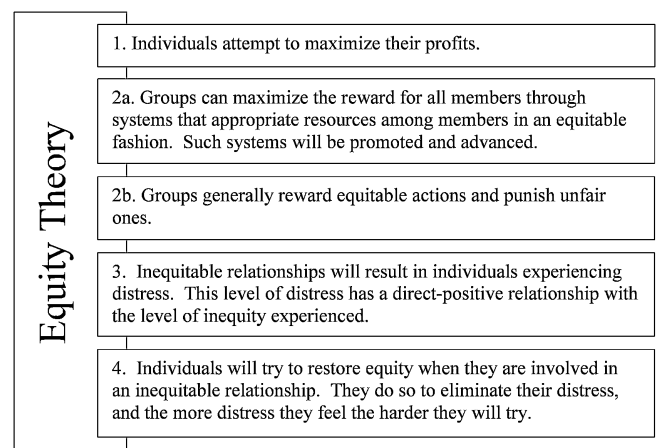 Equity Theory
1. Individuals attempt to maximize their profits.
2a. Groups can maximize the reward for all members through
systems that appropriate resources among members in an equitable
fashion. Such systems will be promoted and advanced.
2b. Groups generally reward equitable actions and punish unfair
ones.
3. Inequitable relationships will result in individuals experiencing
distress. This level of distress has a direct-positive relationship with
the level of inequity experienced.
4. Individuals will try to restore equity when they are involved in
an inequitable relationship. They do so to eliminate their distress,
and the more distress they feel the harder they will try.